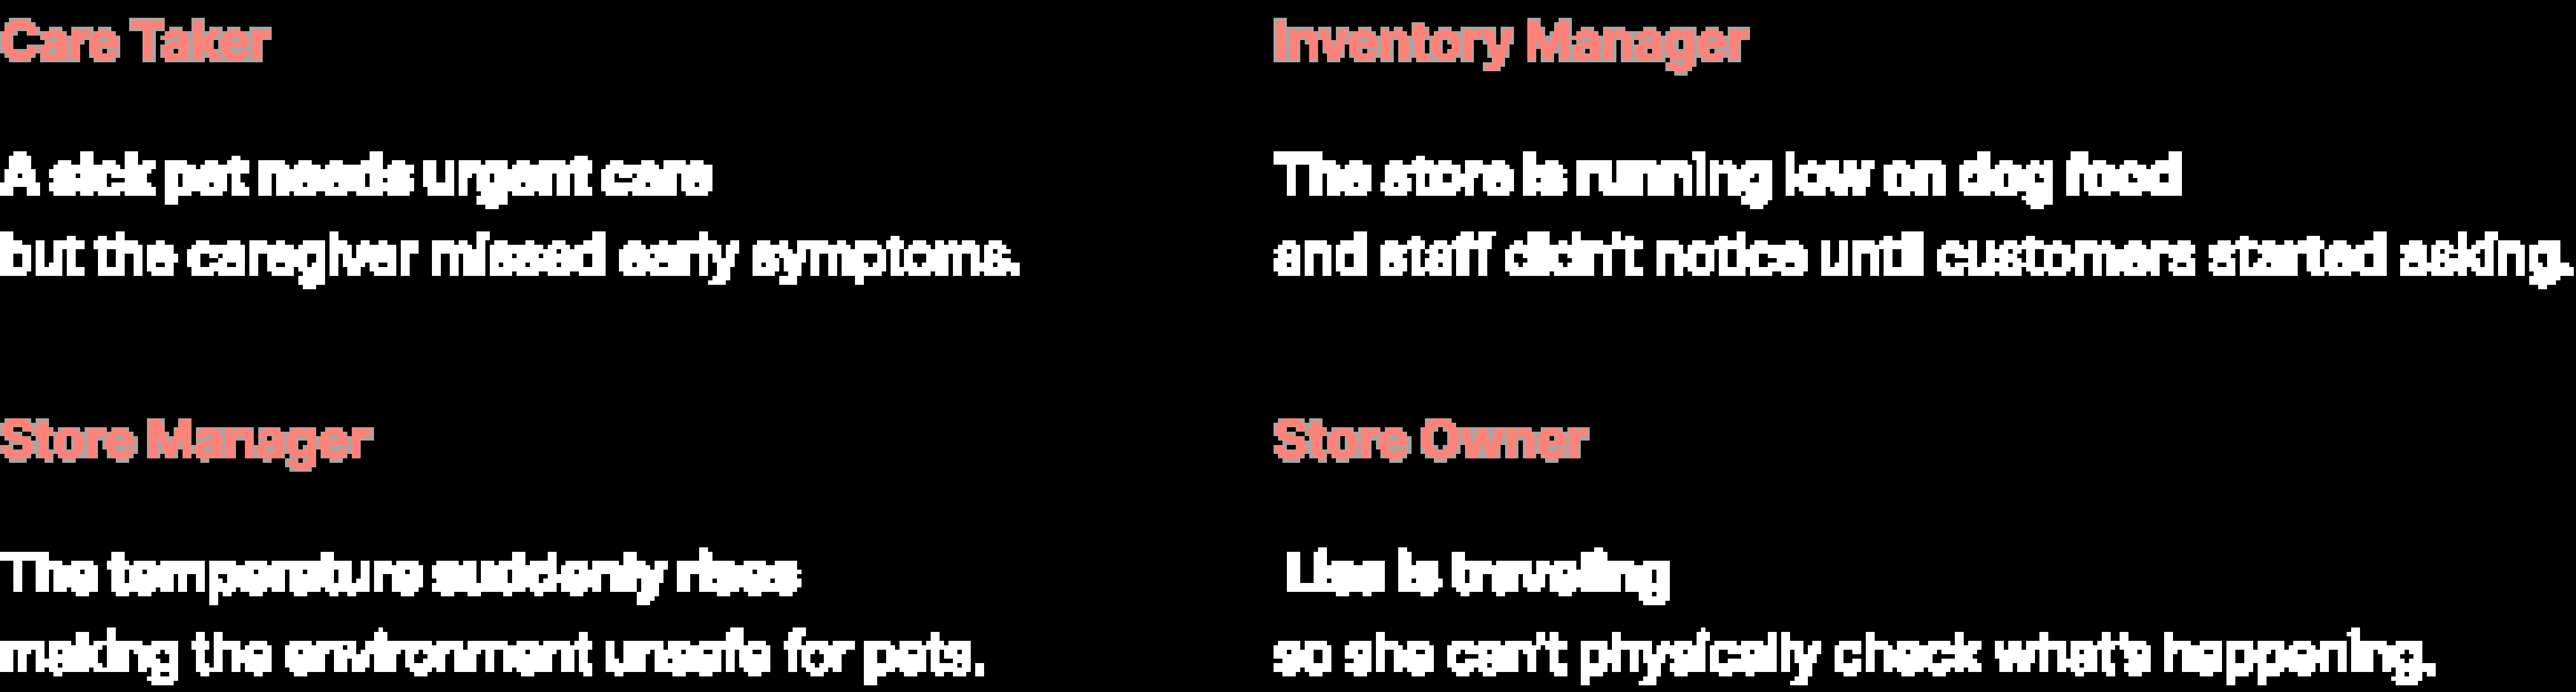 Care Taker
A sick pet needs urgent care
but the caregiver missed early symptoms.
Inventory Manager
The store is running low on dog food
and staff didn't notice until customers started asking.
Store Manager
The temperature suddenly rises
making the environment unsafe for pets.
Store Owner
Lisa is traveling
so she can't physically check what's happening.